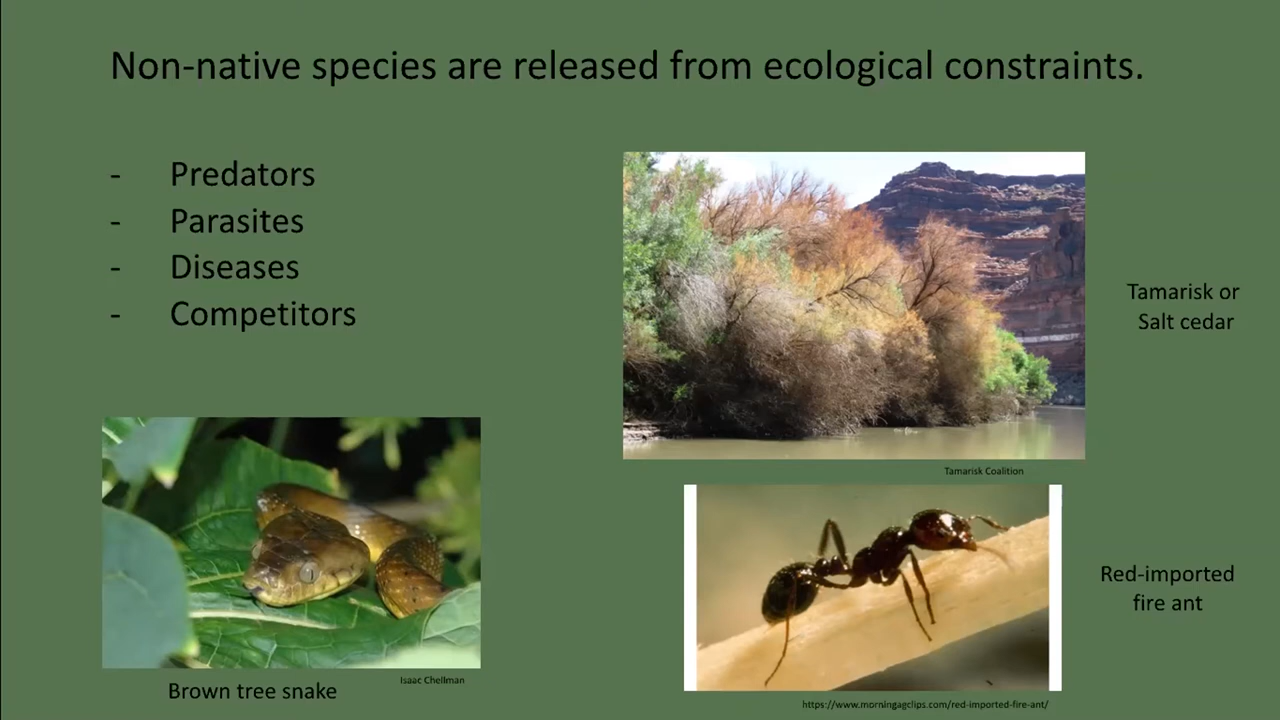 Non-native species are released from ecological constraints.
- Predators
- Parasites
- Diseases
- Competitors
Tamarisk or
Salt cedar
Tamarisk Coalition
Red-imported
fire ant
https://www.morningagclips.com/red-imported-fire-ant/
Isaac Chellman
Brown tree snake